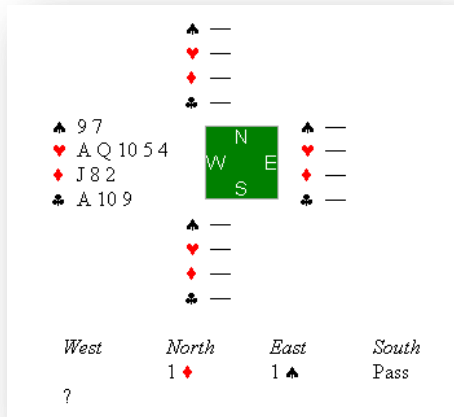 ♠ —
♥ —
♦ —
♣ —
♠ 9 7
♥ A Q 10 5 4
♦ J 8 2
♣ A 10 9
N
W E
S
♠ —
♥ —
♦ —
♣ —
♠ —
♥ —
♦ —
♣ —
West North East South
1 ♦ 1 ♠ Pass
?